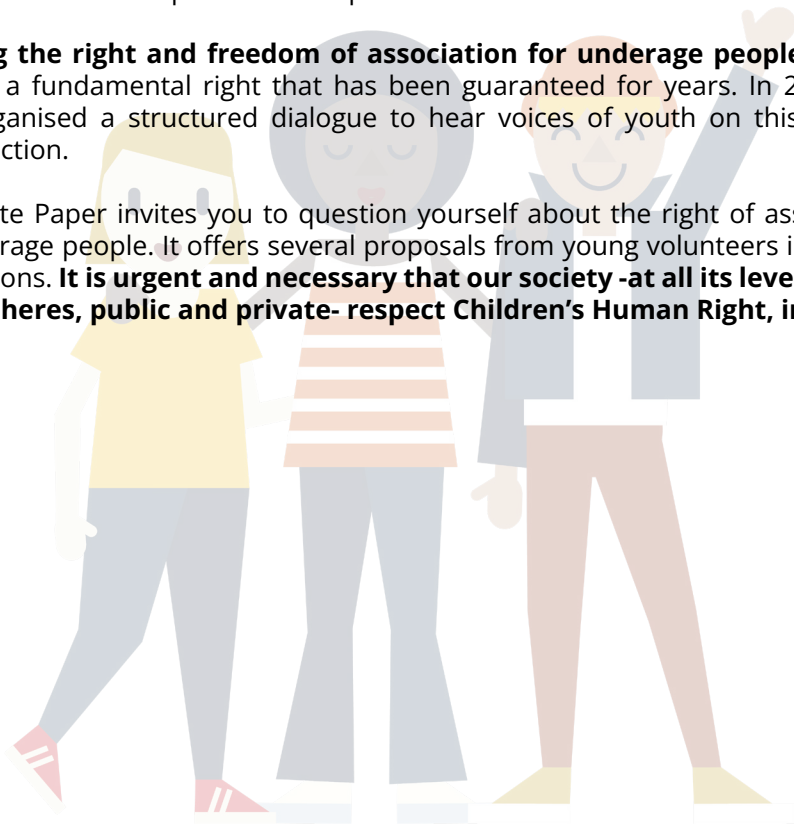 g the right and freedom of association for underage people
a fundamental right that has been guaranteed for years. In 2
ganised a structured dialogue to hear voices of youth on this
ction.
te Paper invites you to question yourself about the right of ass
rage people. It offers several proposals from young volunteers i
ons. It is urgent and necessary that our society -at all its leve
heres, public and private- respect Children’s Human Right, in